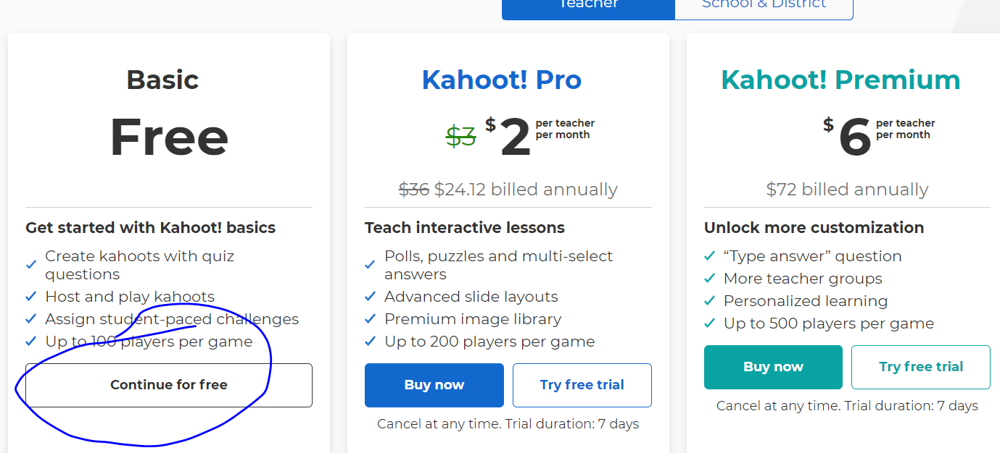 Teacher
School & District
Basic
Free
Get started with Kahoot! basics
Create kahoots with quiz
questions
Host and play kahoots
Assign student-paced challenges
Up to 100 players per game
Continue for free
Kahoot! Pro
$3 $2 per teacher
per month
$36 $24.12 billed annually
Teach interactive lessons
Polls, puzzles and multi-select
answers
Advanced slide layouts
Premium image library
Up to 200 players per game
Buy now
Try free trial
Cancel at any time. Trial duration: 7 days
Kahoot! Premium
$6 per teacher
per month
$72 billed annually
Unlock more customization
“Type answer” question
More teacher groups
Personalized learning
Up to 500 players per game
Buy now
Try free trial
Cancel at any time. Trial duration: 7 days